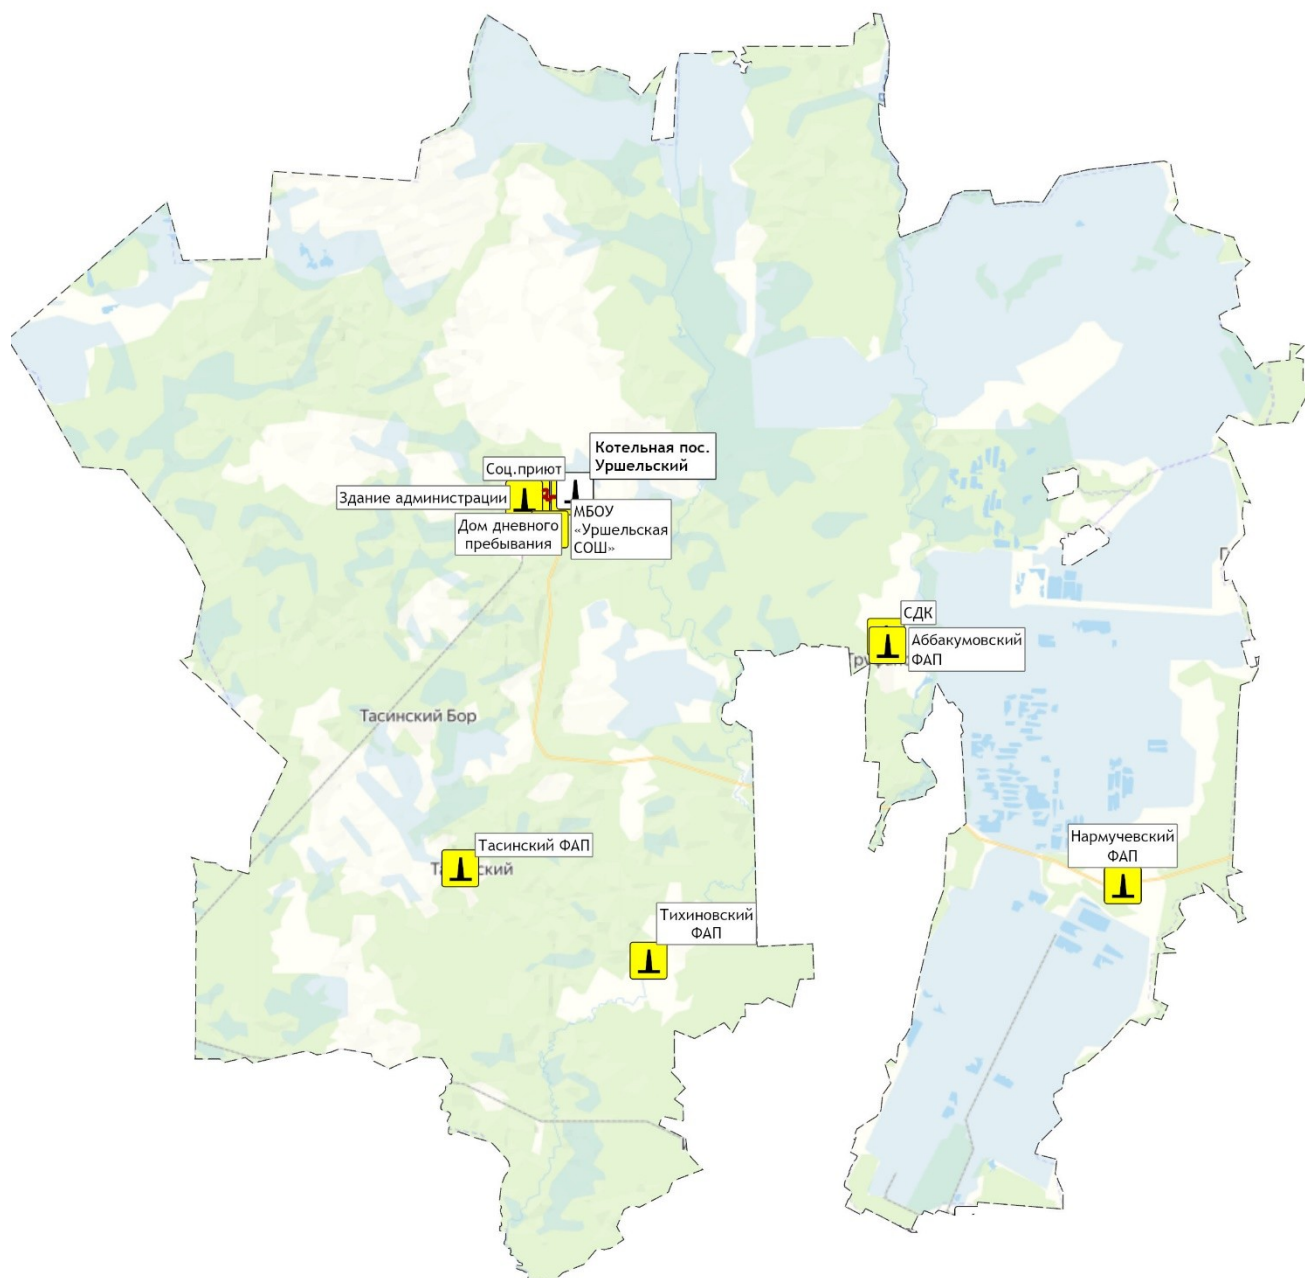 Котельная пос.
Уршельский
Соц.приют
Здание администрации
МБОУ
«Уршельская
СОШ»
Дом дневного
пребывания
СДК
Аббакумовский
ФАП
Тасинский Бор
Тасинский ФАП
Нармучевский
ФАП
Тихиновский
ФАП